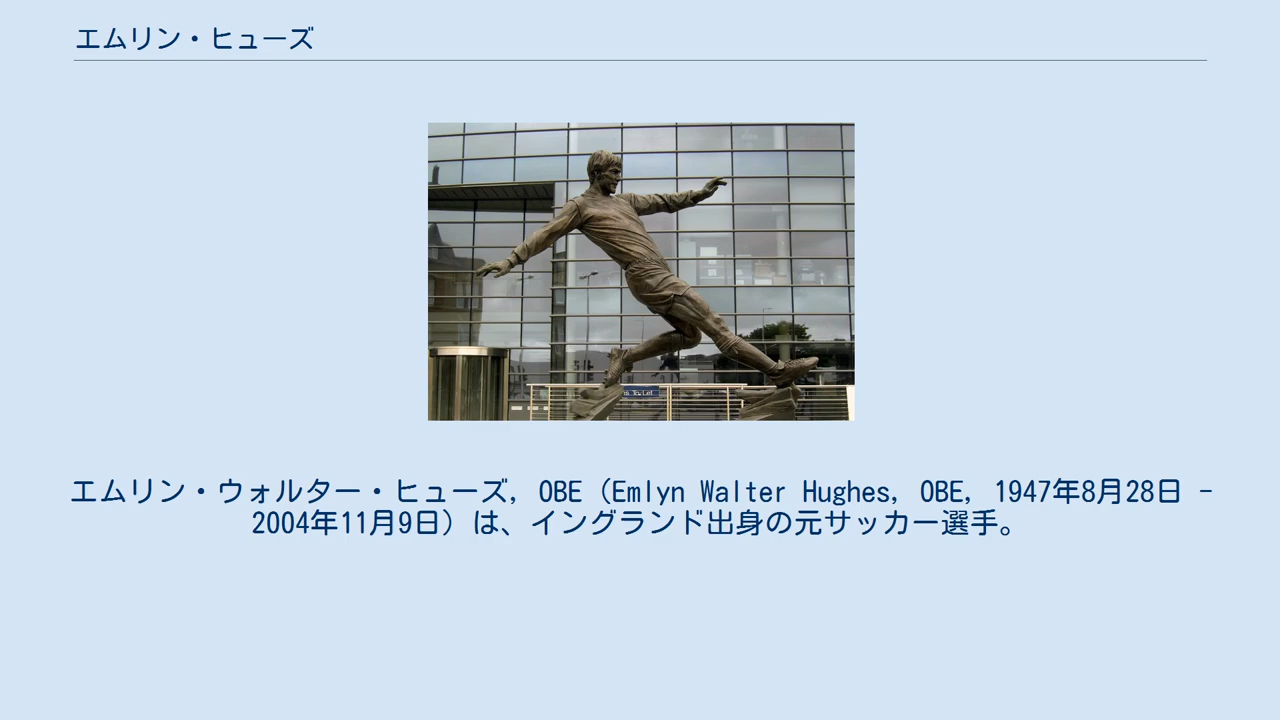 エムリン・ヒューズ
エムリン・ウォルター・ヒューズ, OBE（Emlyn Walter Hughes, OBE, 1947年8月28日 -
2004年11月9日）は、イングランド出身の元サッカー選手。